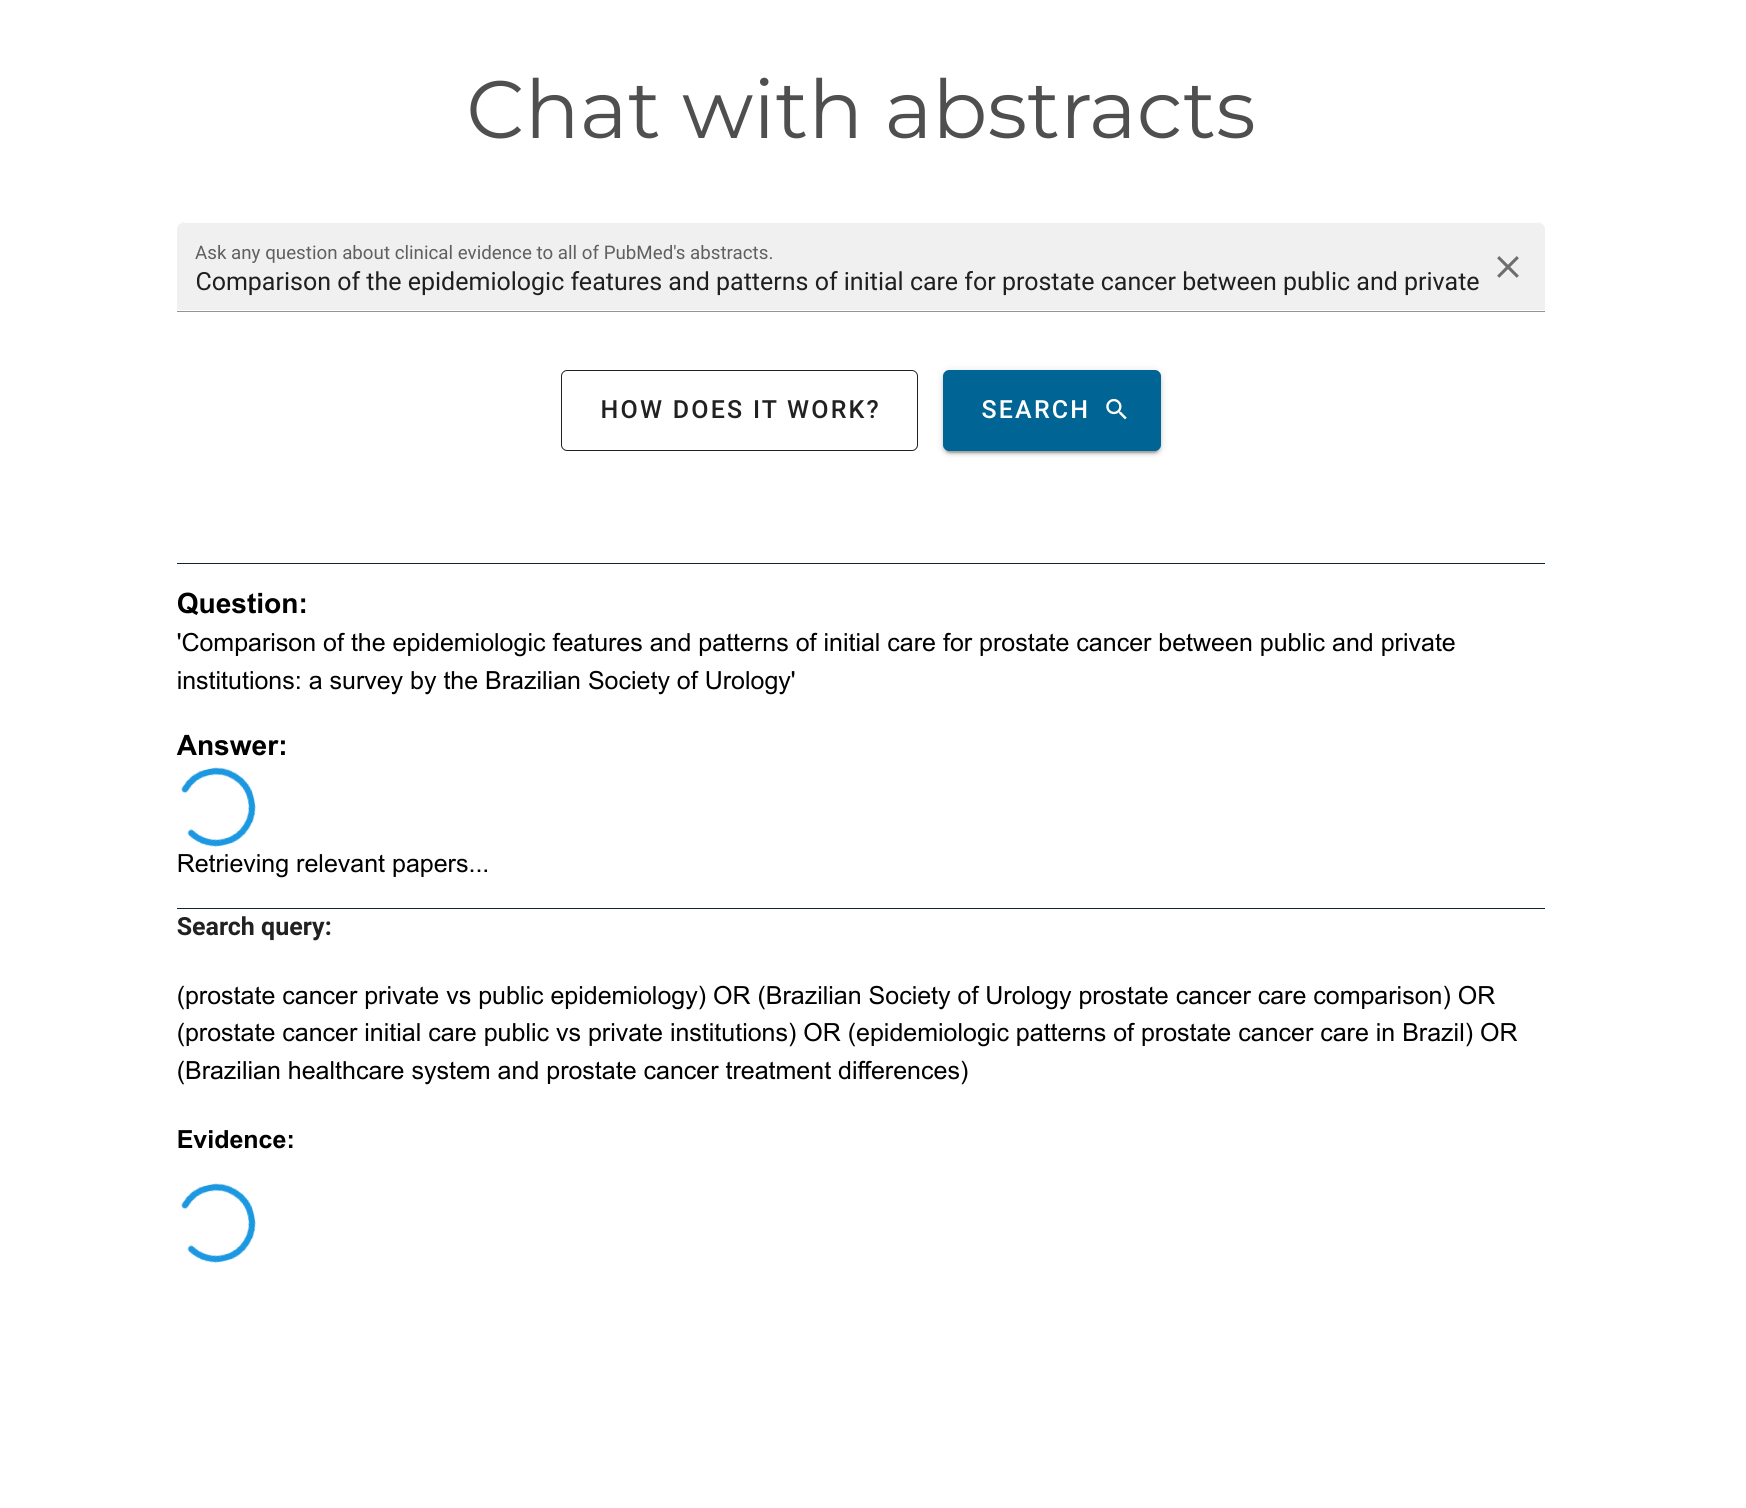 Chat with abstracts
Ask any question about clinical evidence to all of PubMed's abstracts.
Comparison of the epidemiologic features and patterns of initial care for prostate cancer between public and private
HOW DOES IT WORK?
SEARCH
Question:
'Comparison of the epidemiologic features and patterns of initial care for prostate cancer between public and private
institutions: a survey by the Brazilian Society of Urology'
Answer:
Retrieving relevant papers...
Search query:
(prostate cancer private vs public epidemiology) OR (Brazilian Society of Urology prostate cancer care comparison) OR
(prostate cancer initial care public vs private institutions) OR (epidemiologic patterns of prostate cancer care in Brazil) OR
(Brazilian healthcare system and prostate cancer treatment differences)
Evidence: